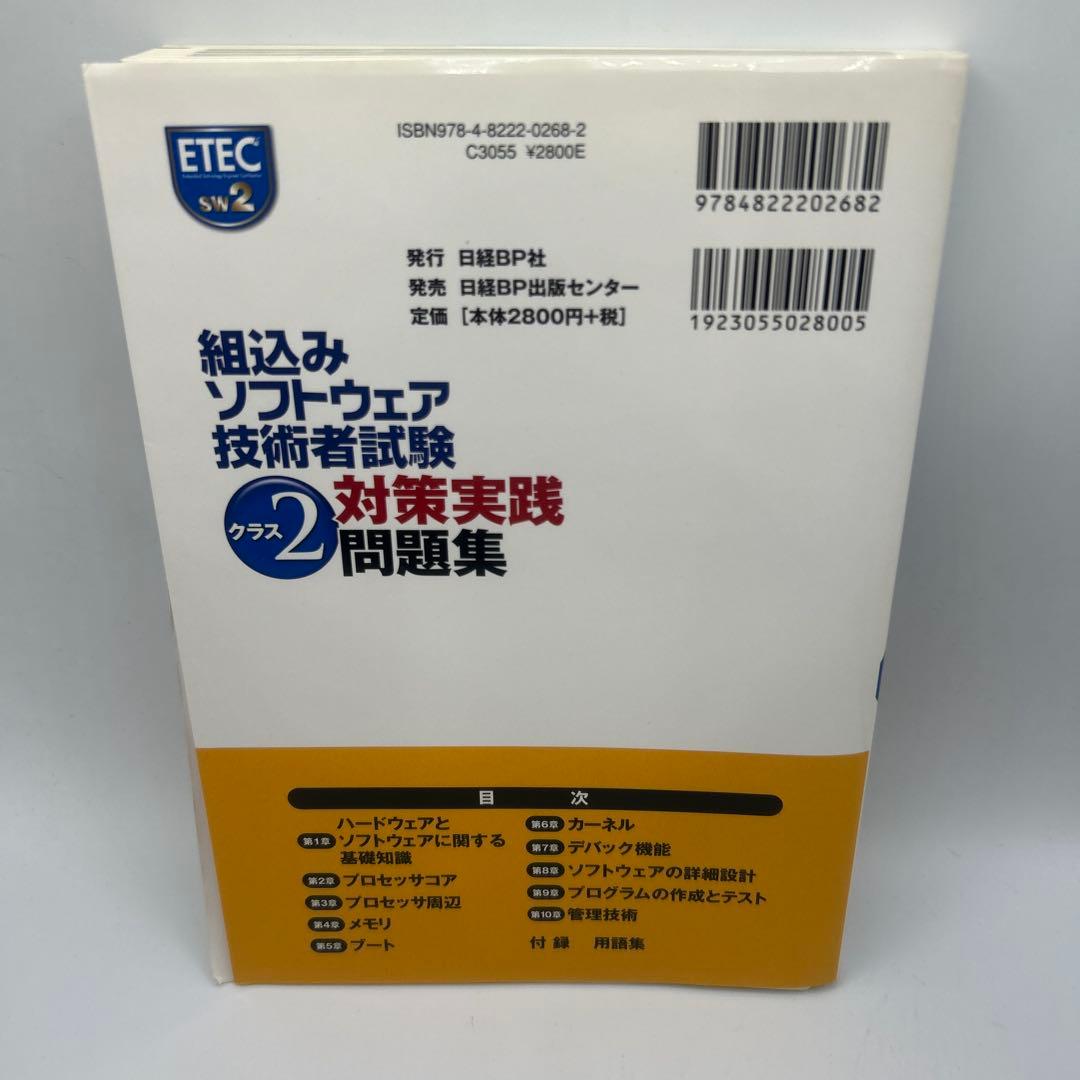 ETEC
SW2
ISBN978-4-8222-0268-2
C3055 ¥2800E
9784822202682
発行 日経BP社
発売 日経BP出版センター
定価 [本体2800円+税]
1923055028005
組込み
ソフトウェア
技術者試験
クラス2
対策実践
問題集
目 次
第1章 ハードウェアと
ソフトウェアに関する
基礎知識
第2章 プロセッサコア
第3章 プロセッサ周辺
第4章 メモリ
第5章 ブート
第6章 カーネル
第7章 デバック機能
第8章 ソフトウェアの詳細設計
第9章 プログラムの作成とテスト
第10章 管理技術
付録 用語集